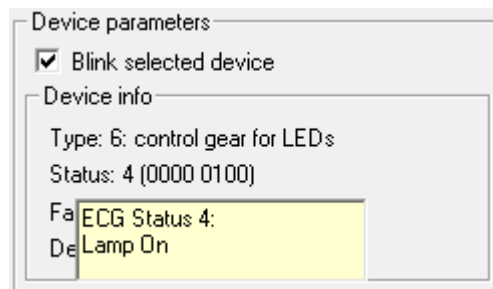 Device parameters
Blink selected device
Device info
Type: 6: control gear for LEDs
Status: 4 (0000 0100)
Fa
ECG Status 4:
De
Lamp On